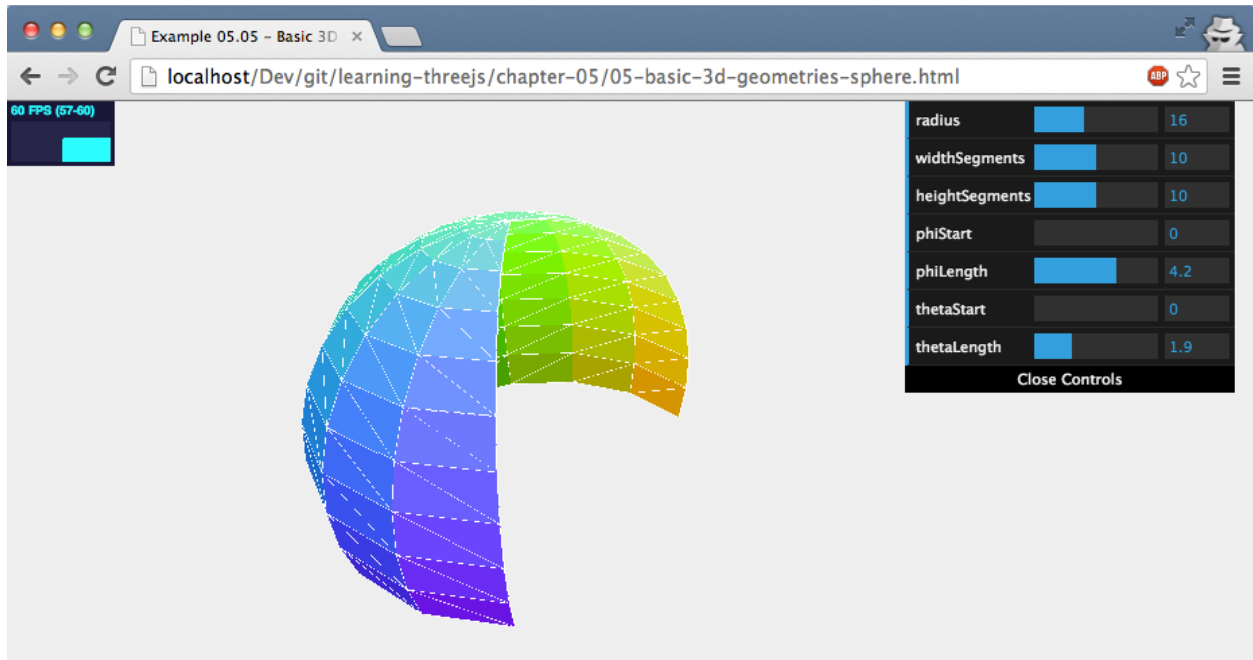 Example 05.05 – Basic 3D
localhost/Dev/git/learning-threejs/chapter-05/05-basic-3d-geometries-sphere.html
ABP
60 FPS (57-60)
radius 16
widthSegments 10
heightSegments 10
phiStart 0
phiLength 4.2
thetaStart 0
thetaLength 1.9
Close Controls